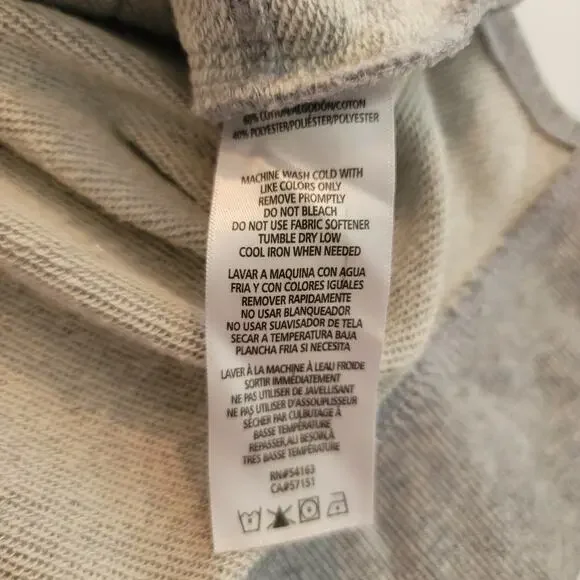 60% COTTON/ALGODÓN/COTON
40% POLYESTER/POLIÉSTER/POLYESTER
MACHINE WASH COLD WITH
LIKE COLORS ONLY
REMOVE PROMPTLY
DO NOT BLEACH
DO NOT USE FABRIC SOFTENER
TUMBLE DRY LOW
COOL IRON WHEN NEEDED
LAVAR A MAQUINA CON AGUA
FRIA Y CON COLORES IGUALES
REMOVER RAPIDAMENTE
NO USAR BLANQUEADOR
NO USAR SUAVISADOR DE TELA
SECAR A TEMPERATURA BAJA
PLANCHA FRIA SI NECESITA
LAVER À LA MACHINE À LEAU FROIDE
SORTIR IMMÉDIATEMENT
NE PAS UTILISER DE JAVELLISANT
NE PAS UTILISER D'ASSOUPLISSEUR
SÉCHER PAR CULBUTAGE À
BASSE TEMPÉRATURE
REPASSER,AU BESOIN,À
TRÈS BASSE TEMPÉRATURE
RN#54163
CA#57151